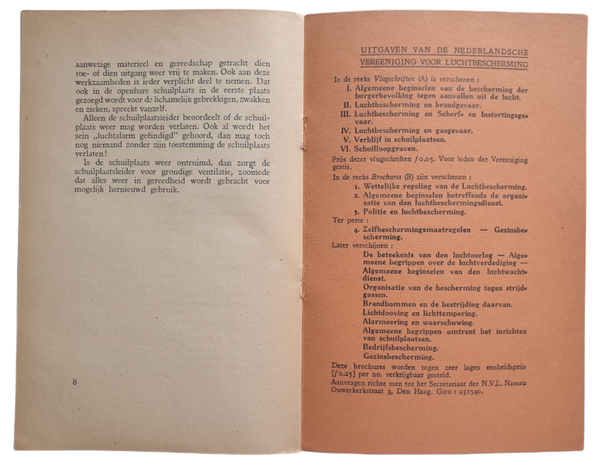 aanwezige materieel en gereedschap getracht dien
toe- of dien uitgang weer vrij te maken. Ook aan deze
werkzaamheden is ieder verplicht deel te nemen. Dat
ook in de openbare schuilplaats in de eerste plaats
gezorgd wordt voor de lichamelijk gebrekkigen, zwakken
en zieken, spreekt vanzelf.
Alleen de schuilplaatsleider beoordeelt of de schuil-
plaats weer mag worden verlaten. Ook al wordt het
sein „luchtalarm geëindigd” gehoord, dan mag toch
nog niemand zonder zijn toestemming de schuilplaats
verlaten!
Is de schuilplaats weer ontruimd, dan zorgt de
schuilplaatsleider voor grondige ventilatie, zoomede
dat alles weer in gereedheid wordt gebracht voor
mogelijk hernieuwd gebruik.
8
UITGAVEN VAN DE NEDERLANDSCHE
VEREENIGING VOOR LUCHTBESCHERMING
In de reeks Vlugschriften (A) is verschenen :
I. Algemeene beginselen van de bescherming der
burgerbevolking tegen aanvallen uit de lucht.
II. Luchtbescherming en brandgevaar.
III. Luchtbescherming en Scherf- en Instortingsge-
vaar.
IV. Luchtbescherming en gasgevaar.
V. Verblijf in schuilplaatsen.
VI. Schuilloopgraven.
Prijs dezer vlugschriften f 0.05. Voor leden der Vereeniging
gratis.
In de reeks Brochures (B) zijn verschenen :
1. Wettelijke regeling van de Luchtbescherming.
2. Algemeene beginselen betreffende de organi-
satie van den luchtbeschermingsdienst.
3. Politie en luchtbescherming.
Ter perse :
4. Zelfbeschermingsmaatregelen — Gezinsbe-
scherming.
Later verschijnen :
De beteekenis van den luchtoorlog — Alge-
meene begrippen over de luchtverdediging —
Algemeene beginselen van den luchtwacht-
dienst.
Organisatie van de bescherming tegen strijd-
gassen.
Brandbommen en de bestrijding daarvan.
Lichtdooving en lichttempering.
Alarmeering en waarschuwing.
Algemeene begrippen omtrent het inrichten
van schuilplaatsen.
Bedrijfsbescherming.
Gezinsbescherming.
Deze brochures worden tegen zeer lagen eenheidsprijs
[f 0.25] per no. verkrijgbaar gesteld.
Aanvragen richte men tot het Secretariaat der N.V.L. Nassau
Ouwerkerkstraat 3, Den Haag. Giro : 231540.